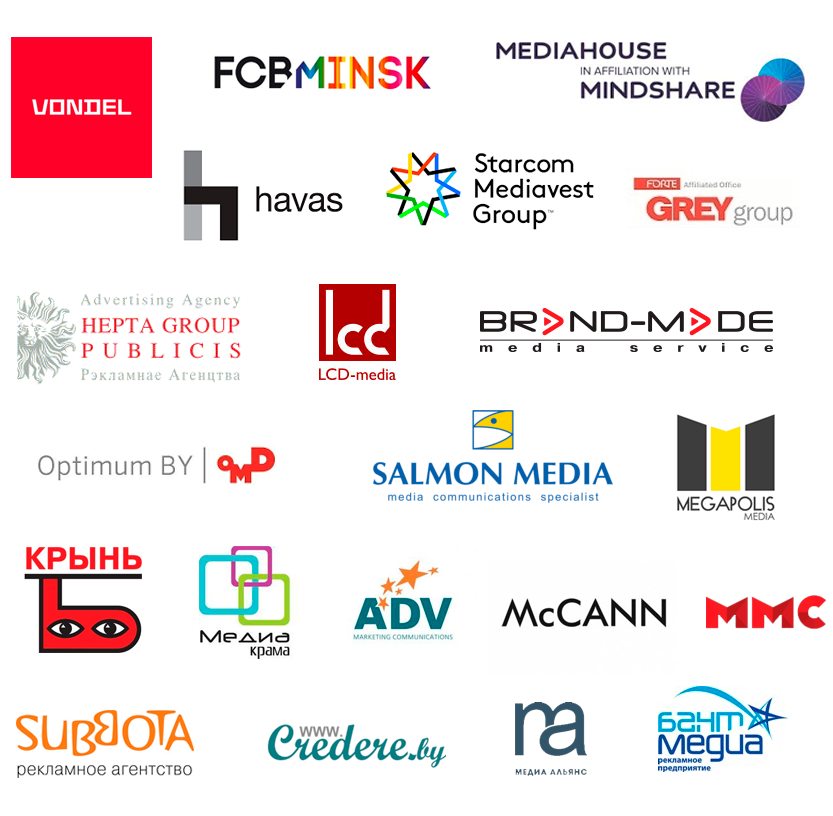 VONDEL
FCBMINSK
MEDIAHOUSE
IN AFFILIATION WITH
MINDSHARE
havas
Starcom
Mediavest
Group™
FORTE Affiliated Office
GREY group
Advertising Agency
HEPTA GROUP
PUBLICIS
Рэкламнае Агенцтва
lcd
LCD-media
BRAND-MADE
media service
Optimum BY | OMD
SALMON MEDIA
media communications specialist
MEGAPOLIS
MEDIA
КРЫНЬ
Ь
Медиа
крама
ADV
MARKETING COMMUNICATIONS
McCANN
MMC
SUBBOTA
рекламное агентство
www.
Credere.by
ma
МЕДИА АЛЬЯНС
БАНТ
медиа
рекламное
предприятие